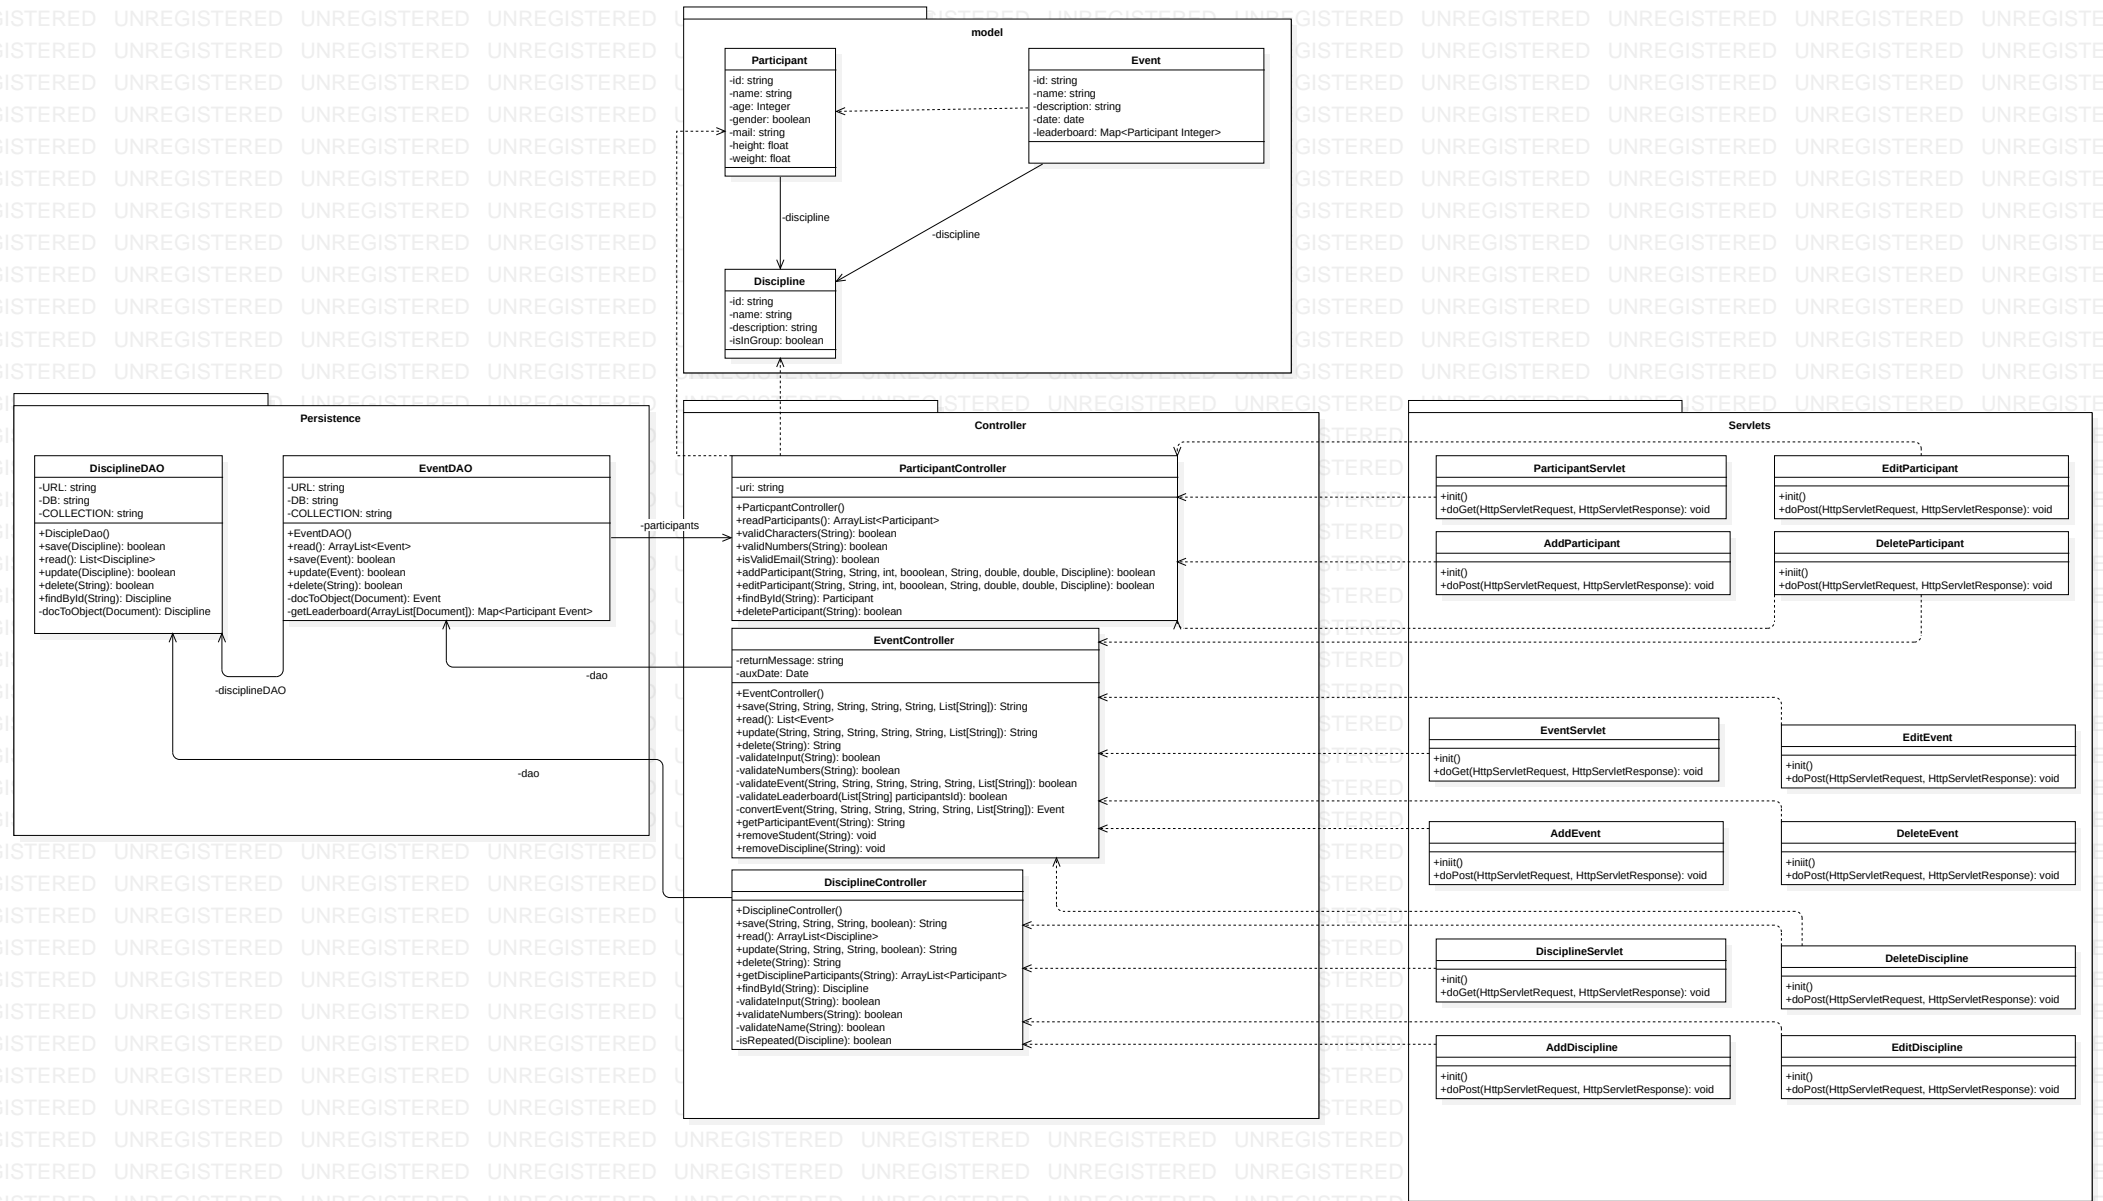 model
Participant
-id: string
-name: string
-age: Integer
-gender: boolean
-mail: string
-height: float
-weight: float
Event
-id: string
-name: string
-description: string
-date: date
-leaderboard: Map<Participant Integer>
-discipline
-discipline
Discipline
-id: string
-name: string
-description: string
-isInGroup: boolean
Persistence
DisciplineDAO
-URL: string
-DB: string
-COLLECTION: string
+DiscipleDao()
+save(Discipline): boolean
+read(): List<Discipline>
+update(Discipline): boolean
+delete(String): boolean
+findById(String): Discipline
-docToObject(Document): Discipline
EventDAO
-URL: string
-DB: string
-COLLECTION: string
+EventDAO()
+read(): ArrayList<Event>
+save(Event): boolean
+update(Event): boolean
+delete(String): boolean
-docToObject(Document): Event
-getLeaderboard(ArrayList[Document]): Map<Participant Event>
-participants
-disciplineDAO
-dao
-dao
Controller
ParticipantController
-uri: string
+ParticpantController()
+readParticipants(): ArrayList<Participant>
+validCharacters(String): boolean
+validNumbers(String): boolean
+isValidEmail(String): boolean
+addParticipant(String, String, int, booolean, String, double, double, Discipline): boolean
+editParticipant(String, String, int, booolean, String, double, double, Discipline): boolean
+findById(String): Participant
+deleteParticipant(String): boolean
EventController
-returnMessage: string
-auxDate: Date
+EventController()
+save(String, String, String, String, String, List[String]): String
+read(): List<Event>
+update(String, String, String, String, String, List[String]): String
+delete(String): String
-validateInput(String): boolean
-validateNumbers(String): boolean
-validateEvent(String, String, String, String, String, List[String]): boolean
-validateLeaderboard(List[String] participantsId): boolean
-convertEvent(String, String, String, String, String, List[String]): Event
+getParticipantEvent(String): String
+removeStudent(String): void
+removeDiscipline(String): void
DisciplineController
+DisciplineController()
+save(String, String, String, boolean): String
+read(): ArrayList<Discipline>
+update(String, String, String, boolean): String
+delete(String): String
+getDisciplineParticipants(String): ArrayList<Participant>
+findById(String): Discipline
-validateInput(String): boolean
+validateNumbers(String): boolean
-validateName(String): boolean
-isRepeated(Discipline): boolean
Servlets
ParticipantServlet
+init()
+doGet(HttpServletRequest, HttpServletResponse): void
EditParticipant
+init()
+doPost(HttpServletRequest, HttpServletResponse): void
AddParticipant
+init()
+doPost(HttpServletRequest, HttpServletResponse): void
DeleteParticipant
+iniit()
+doPost(HttpServletRequest, HttpServletResponse): void
EventServlet
+init()
+doGet(HttpServletRequest, HttpServletResponse): void
EditEvent
+init()
+doPost(HttpServletRequest, HttpServletResponse): void
AddEvent
+iniit()
+doPost(HttpServletRequest, HttpServletResponse): void
DeleteEvent
+iniit()
+doPost(HttpServletRequest, HttpServletResponse): void
DisciplineServlet
+init()
+doGet(HttpServletRequest, HttpServletResponse): void
DeleteDiscipline
+init()
+doPost(HttpServletRequest, HttpServletResponse): void
AddDiscipline
+init()
+doPost(HttpServletRequest, HttpServletResponse): void
EditDiscipline
+init()
+doPost(HttpServletRequest, HttpServletResponse): void